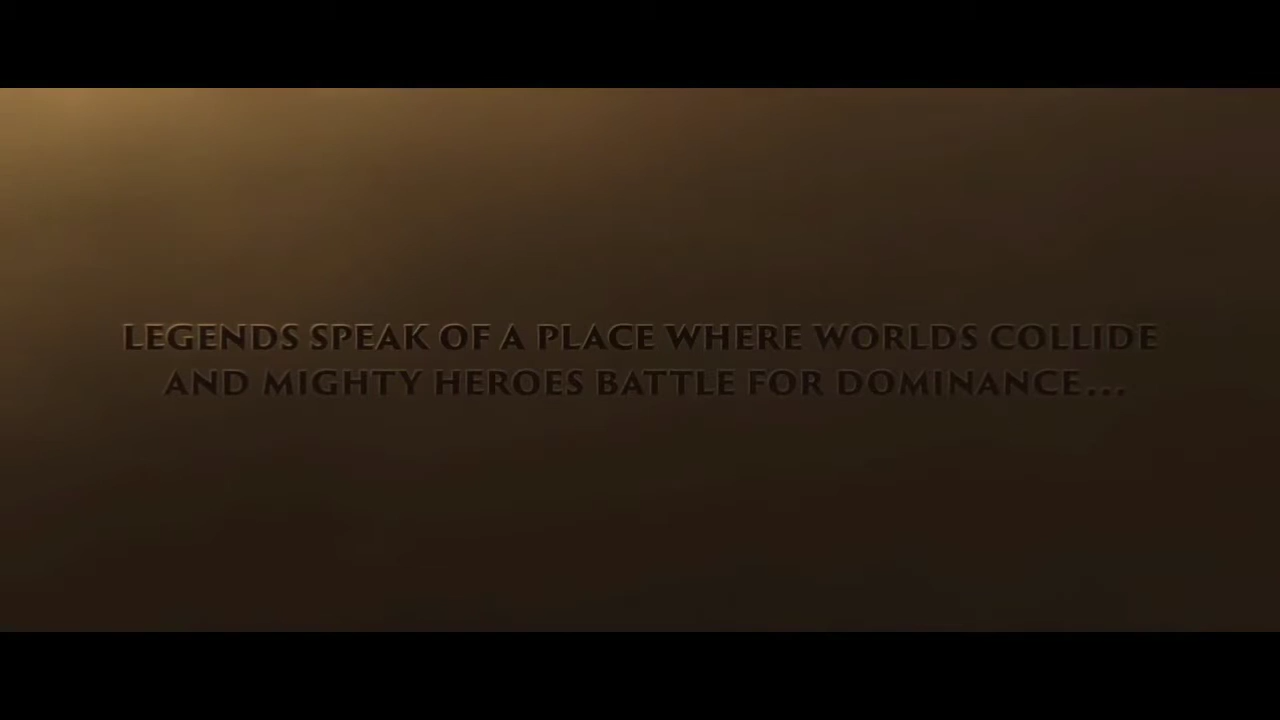 LEGENDS SPEAK OF A PLACE WHERE WORLDS COLLIDE
AND MIGHTY HEROES BATTLE FOR DOMINANCE...